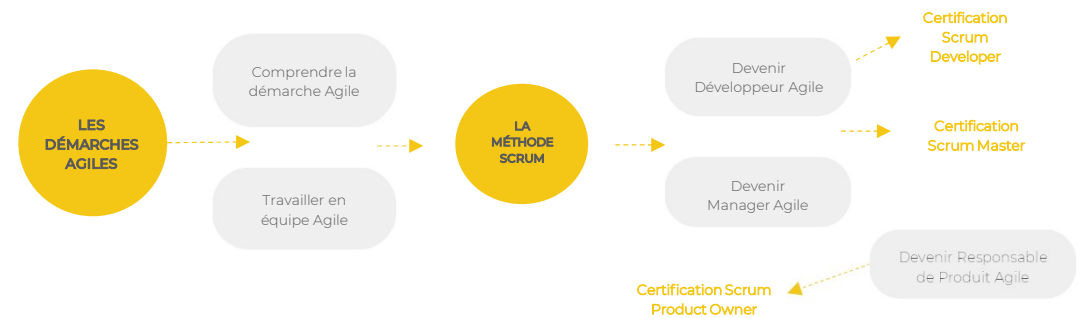 LES
DÉMARCHES
AGILES
Comprendre la
démarche Agile
Travailler en
équipe Agile
LA
MÉTHODE
SCRUM
Devenir
Développeur Agile
Devenir
Manager Agile
Certification
Scrum
Developer
Certification
Scrum Master
Devenir Responsable
de Produit Agile
Certification Scrum
Product Owner